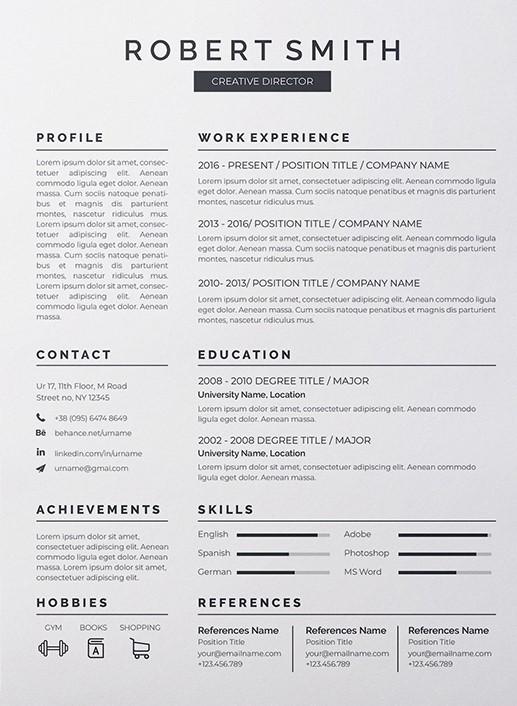 ROBERT SMITH
CREATIVE DIRECTOR
PROFILE
Lorem ipsum dolor sit amet, consec-
tetuer adipiscing elit. Aenean
commodo ligula eget dolor. Aenean
massa. Cum sociis natoque penati-
bus et magnis dis parturient
montes, nascetur ridiculus mus.
Lorem ipsum dolor sit amet, consec-
tetuer adipiscing elit. Aenean
commodo ligula eget dolor. Aenean
massa. Cum sociis natoque penati-
bus et magnis dis parturient
montes, nascetur ridiculus mus.
Lorem ipsum dolor sit amet, consec-
tetuer adipiscing elit. Aenean
commodo ligula eget dolor. Aenean
massa.
WORK EXPERIENCE
2016 - PRESENT / POSITION TITLE / COMPANY NAME
Lorem ipsum dolor sit amet, consectetuer adipiscing elit. Aenean commodo ligula
eget dolor. Aenean massa. Cum sociis natoque penatibus et magnis dis parturient
montes, nascetur ridiculus mus.
2013 - 2016/ POSITION TITLE / COMPANY NAME
Lorem ipsum dolor sit amet, consectetuer adipiscing elit. Aenean commodo ligula
eget dolor. Aenean massa. Cum sociis natoque penatibus et magnis dis parturient
montes, nascetur ridiculus mus.
2010- 2013/ POSITION TITLE / COMPANY NAME
Lorem ipsum dolor sit amet, consectetuer adipiscing elit. Aenean commodo ligula
eget dolor. Aenean massa. Cum sociis natoque penatibus et magnis dis parturient
montes, nascetur ridiculus mus.
CONTACT
Ur 17, 11th Floor, M Road
Street no, NY 12345
+38 (095) 6474 8649
Bē behance.net/urname
in linkedin.com/in/urname
urname@gmai.com
EDUCATION
2008 - 2010 DEGREE TITLE / MAJOR
University Name, Location
Lorem ipsum dolor sit amet, consectetuer adipiscing elit. Aenean commodo
ligula eget dolor. Aenean massa.
2002 - 2008 DEGREE TITLE / MAJOR
University Name, Location
Lorem ipsum dolor sit amet, consectetuer adipiscing elit. Aenean commodo
ligula eget dolor. Aenean massa.
ACHIEVEMENTS
Lorem ipsum dolor sit amet,
consectetuer adipiscing elit.
Aenean commodo ligula eget
dolor. Aenean commodo. Aenean
massa. Lorem ipsum dolor sit
amet, consectetuer adipiscing elit.
SKILLS
English
Spanish
German
Adobe
Photoshop
MS Word
HOBBIES
GYM BOOKS SHOPPING
A
REFERENCES
References Name
Position Title
your@emailname.com
+123.456.789
References Name
Position Title
your@emailname.com
+123.456.789
References Name
Position Title
your@emailname.com
+123.456.789